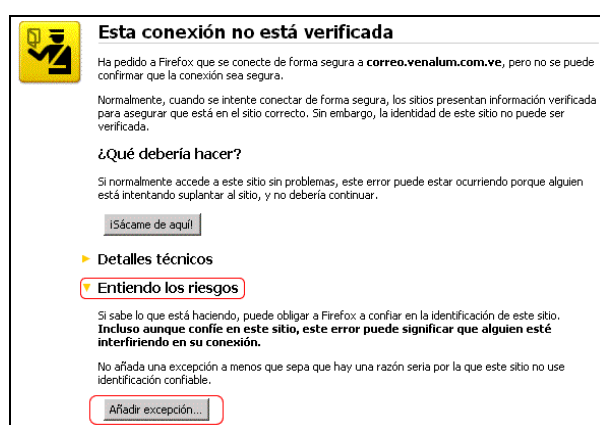 Esta conexión no está verificada
Ha pedido a Firefox que se conecte de forma segura a correo.venalum.com.ve, pero no se puede
confirmar que la conexión sea segura.
Normalmente, cuando se intente conectar de forma segura, los sitios presentan información verificada
para asegurar que está en el sitio correcto. Sin embargo, la identidad de este sitio no puede ser
verificada.
¿Qué debería hacer?
Si normalmente accede a este sitio sin problemas, este error puede estar ocurriendo porque alguien
está intentando suplantar al sitio, y no debería continuar.
¡Sácame de aquí!
Detalles técnicos
Entiendo los riesgos
Si sabe lo que está haciendo, puede obligar a Firefox a confiar en la identificación de este sitio.
Incluso aunque confíe en este sitio, este error puede significar que alguien esté
interfiriendo en su conexión.
No añada una excepción a menos que sepa que hay una razón seria por la que este sitio no use
identificación confiable.
Añadir excepción...